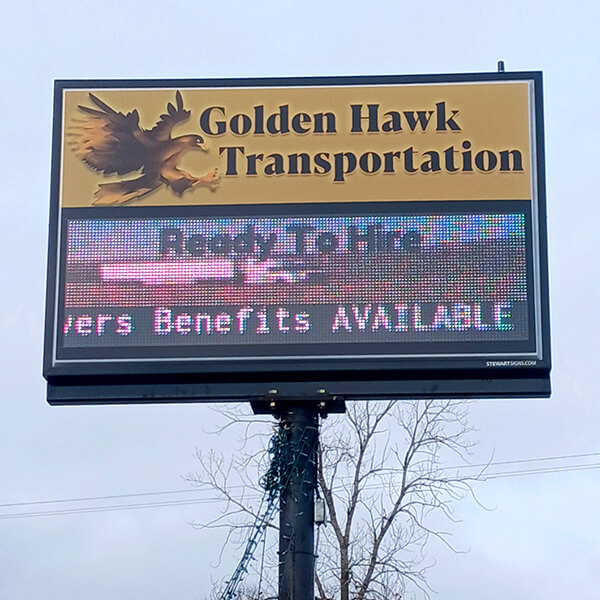 Golden Hawk
Transportation
Ready To Hire
vers Benefits AVAILABLE
STEWARTSIGNS.COM